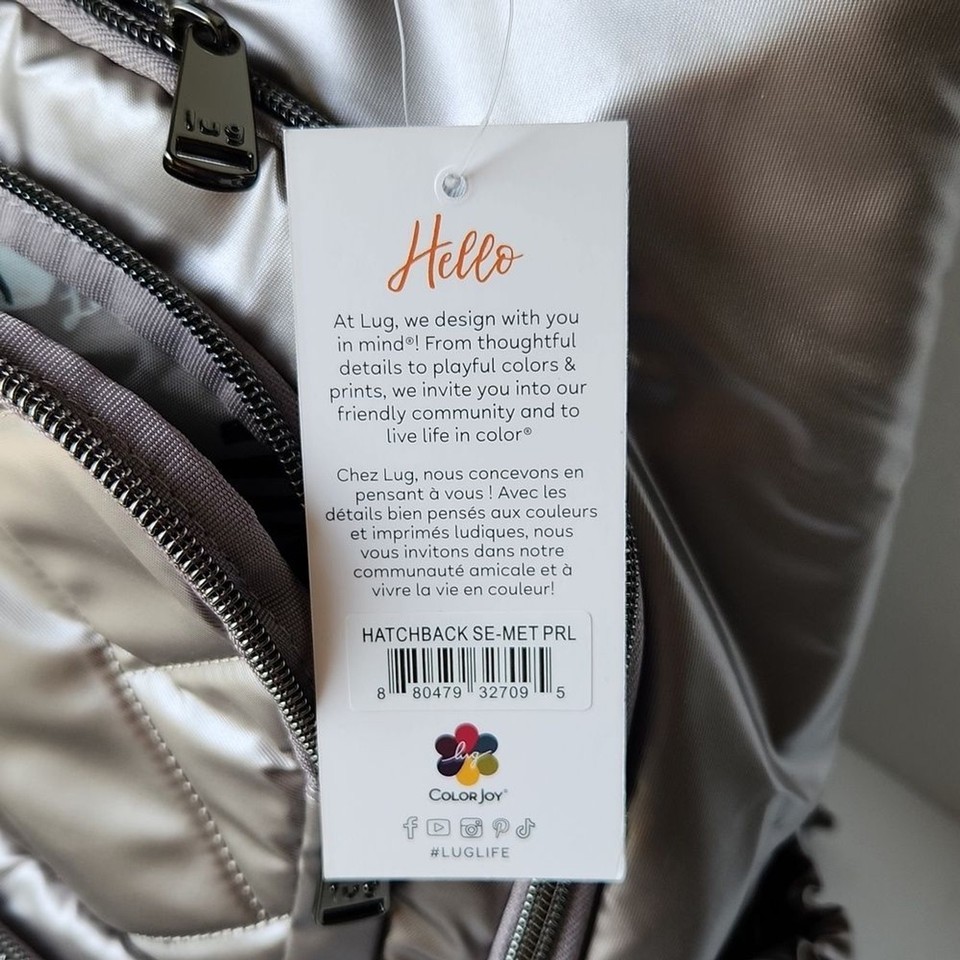 lug
Hello
At Lug, we design with you
in mind®! From thoughtful
details to playful colors &
prints, we invite you into our
friendly community and to
live life in color®
Chez Lug, nous concevons en
pensant à vous ! Avec les
détails bien pensés aux couleurs
et imprimés ludiques, nous
vous invitons dans notre
communauté amicale et à
vivre la vie en couleur!
HATCHBACK SE-MET PRL
8 80479 32709 5
lug
COLORJOY®
#LUGLIFE
lug